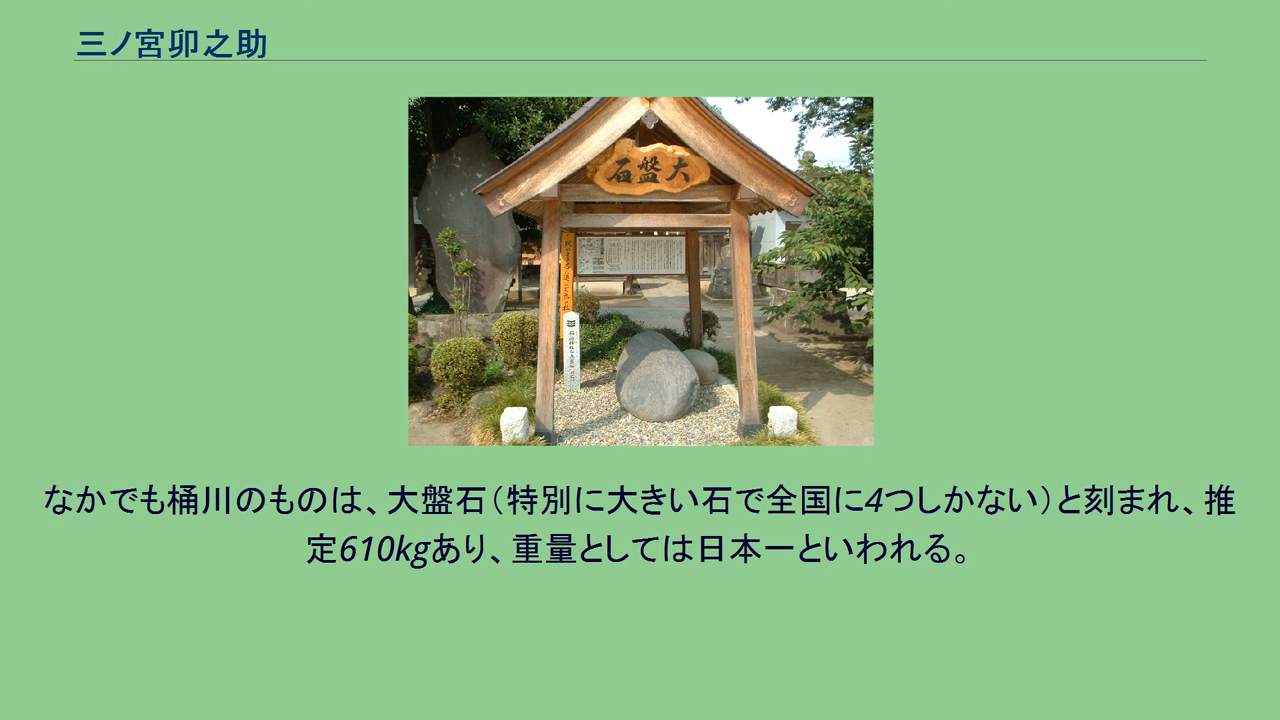 三ノ宮卯之助
大盤石
なかでも桶川のものは、大盤石（特別に大きい石で全国に4つしかない）と刻まれ、推
定610kgあり、重量としては日本一といわれる。